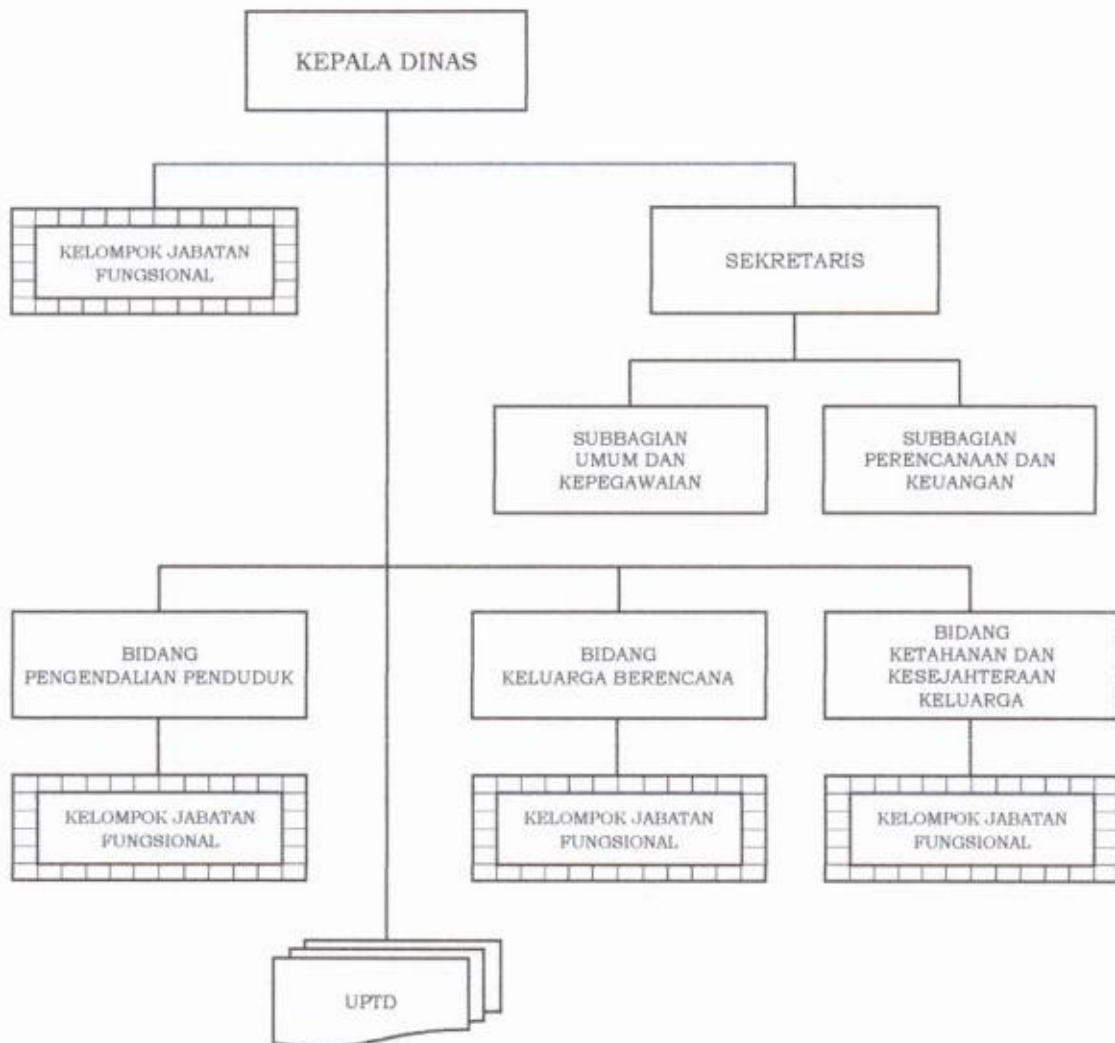 KEPALA DINAS
KELOMPOK JABATAN
FUNGSIONAL
SEKRETARIS
SUBBAGIAN
UMUM DAN
KEPEGAWAIAN
SUBBAGIAN
PERENCANAAN DAN
KEUANGAN
BIDANG
PENGENDALIAN PENDUDUK
BIDANG
KELUARGA BERENCANA
BIDANG
KETAHANAN DAN
KESEJAHTERAAN
KELUARGA
KELOMPOK JABATAN
FUNGSIONAL
KELOMPOK JABATAN
FUNGSIONAL
KELOMPOK JABATAN
FUNGSIONAL
UPTD